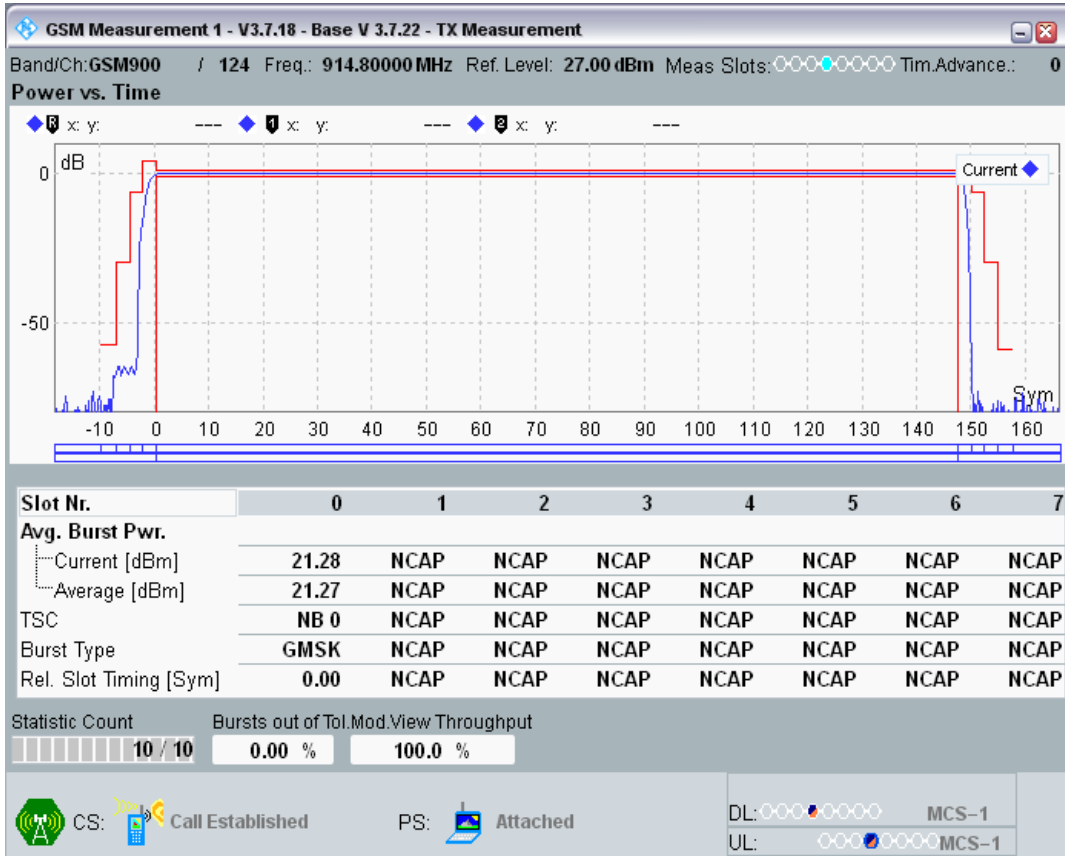 GSM Measurement 1 - V3.7.18 - Base V 3.7.22 - TX Measurement
Band/Ch:GSM900 / 124 Freq.: 914.80000 MHz Ref. Level: 27.00 dBm Meas Slots: Tim.Advance.: 0
Power vs. Time
R x: y: --- 1 x: y: --- 2 x: y: ---
dB
Current
0
-50
Sym
-10 0 10 20 30 40 50 60 70 80 90 100 110 120 130 140 150 160
Slot Nr. 0 1 2 3 4 5 6 7
Avg. Burst Pwr.
Current [dBm] 21.28 NCAP NCAP NCAP NCAP NCAP NCAP NCAP
Average [dBm] 21.27 NCAP NCAP NCAP NCAP NCAP NCAP NCAP
TSC NB 0 NCAP NCAP NCAP NCAP NCAP NCAP NCAP
Burst Type GMSK NCAP NCAP NCAP NCAP NCAP NCAP NCAP
Rel. Slot Timing [Sym] 0.00 NCAP NCAP NCAP NCAP NCAP NCAP NCAP
Statistic Count Bursts out of Tol.Mod.View Throughput
10 / 10 0.00 % 100.0 %
CS: Call Established PS: Attached
DL: MCS-1
UL: MCS-1